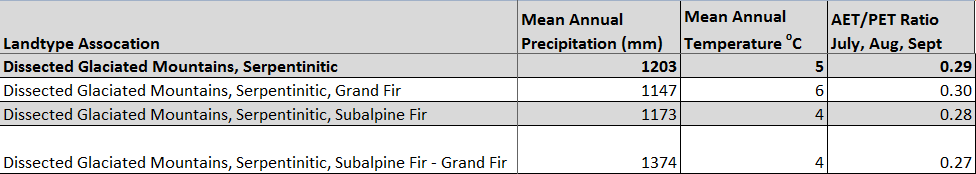 Mean Annual Mean Annual AET/PET Ratio
Landtype Assocation Precipitation (mm) Temperature °C July, Aug, Sept
Dissected Glaciated Mountains, Serpentinitic 1203 5 0.29
Dissected Glaciated Mountains, Serpentinitic, Grand Fir 1147 6 0.30
Dissected Glaciated Mountains, Serpentinitic, Subalpine Fir 1173 4 0.28
Dissected Glaciated Mountains, Serpentinitic, Subalpine Fir - Grand Fir 1374 4 0.27